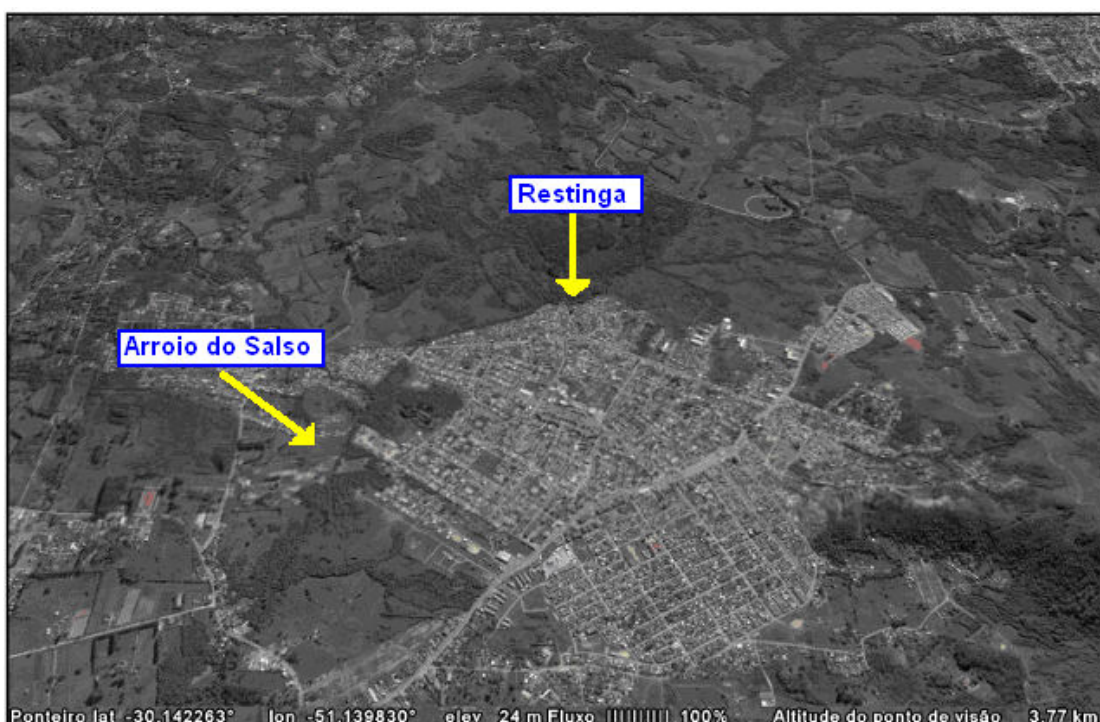 Restinga
Arroio do Salso
Ponteiro lat -30.142263° lon -51.139830° elev 24 m Fluxo |||||||||| 100% Altitude do ponto de visão 3.77 km